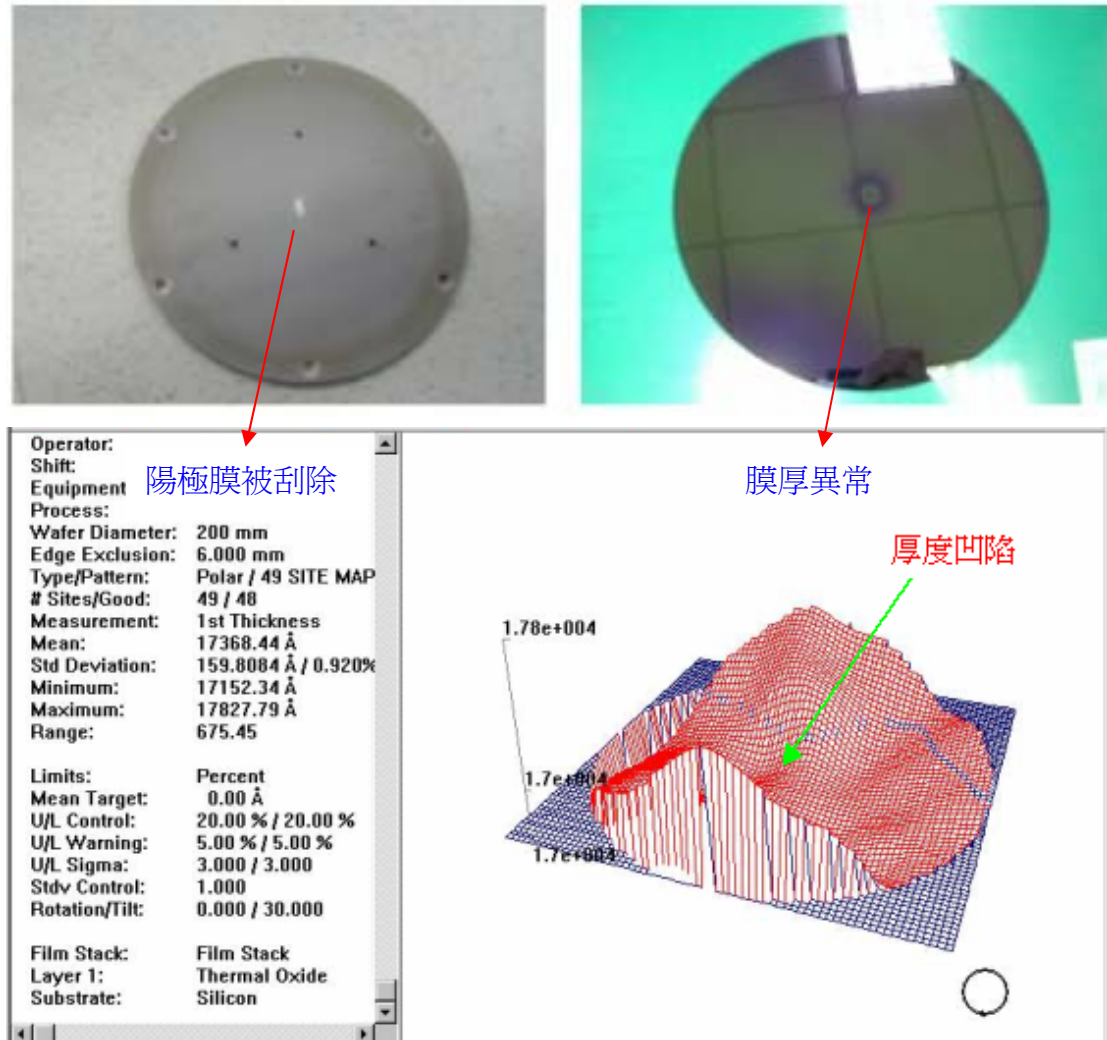 Operator:
Shift:
Equipment
Process:
陽極膜被刮除
Wafer Diameter: 200 mm
Edge Exclusion: 6.000 mm
Type/Pattern: Polar / 49 SITE MAP
# Sites/Good: 49 / 48
Measurement: 1st Thickness
Mean: 17368.44 Å
Std Deviation: 159.8084 Å / 0.920%
Minimum: 17152.34 Å
Maximum: 17827.79 Å
Range: 675.45
Limits: Percent
Mean Target: 0.00 Å
U/L Control: 20.00 % / 20.00 %
U/L Warning: 5.00 % / 5.00 %
U/L Sigma: 3.000 / 3.000
Stdv Control: 1.000
Rotation/Tilt: 0.000 / 30.000
Film Stack: Film Stack
Layer 1: Thermal Oxide
Substrate: Silicon
膜厚異常
厚度凹陷
1.78e+004
1.7e+004
1.7e+004